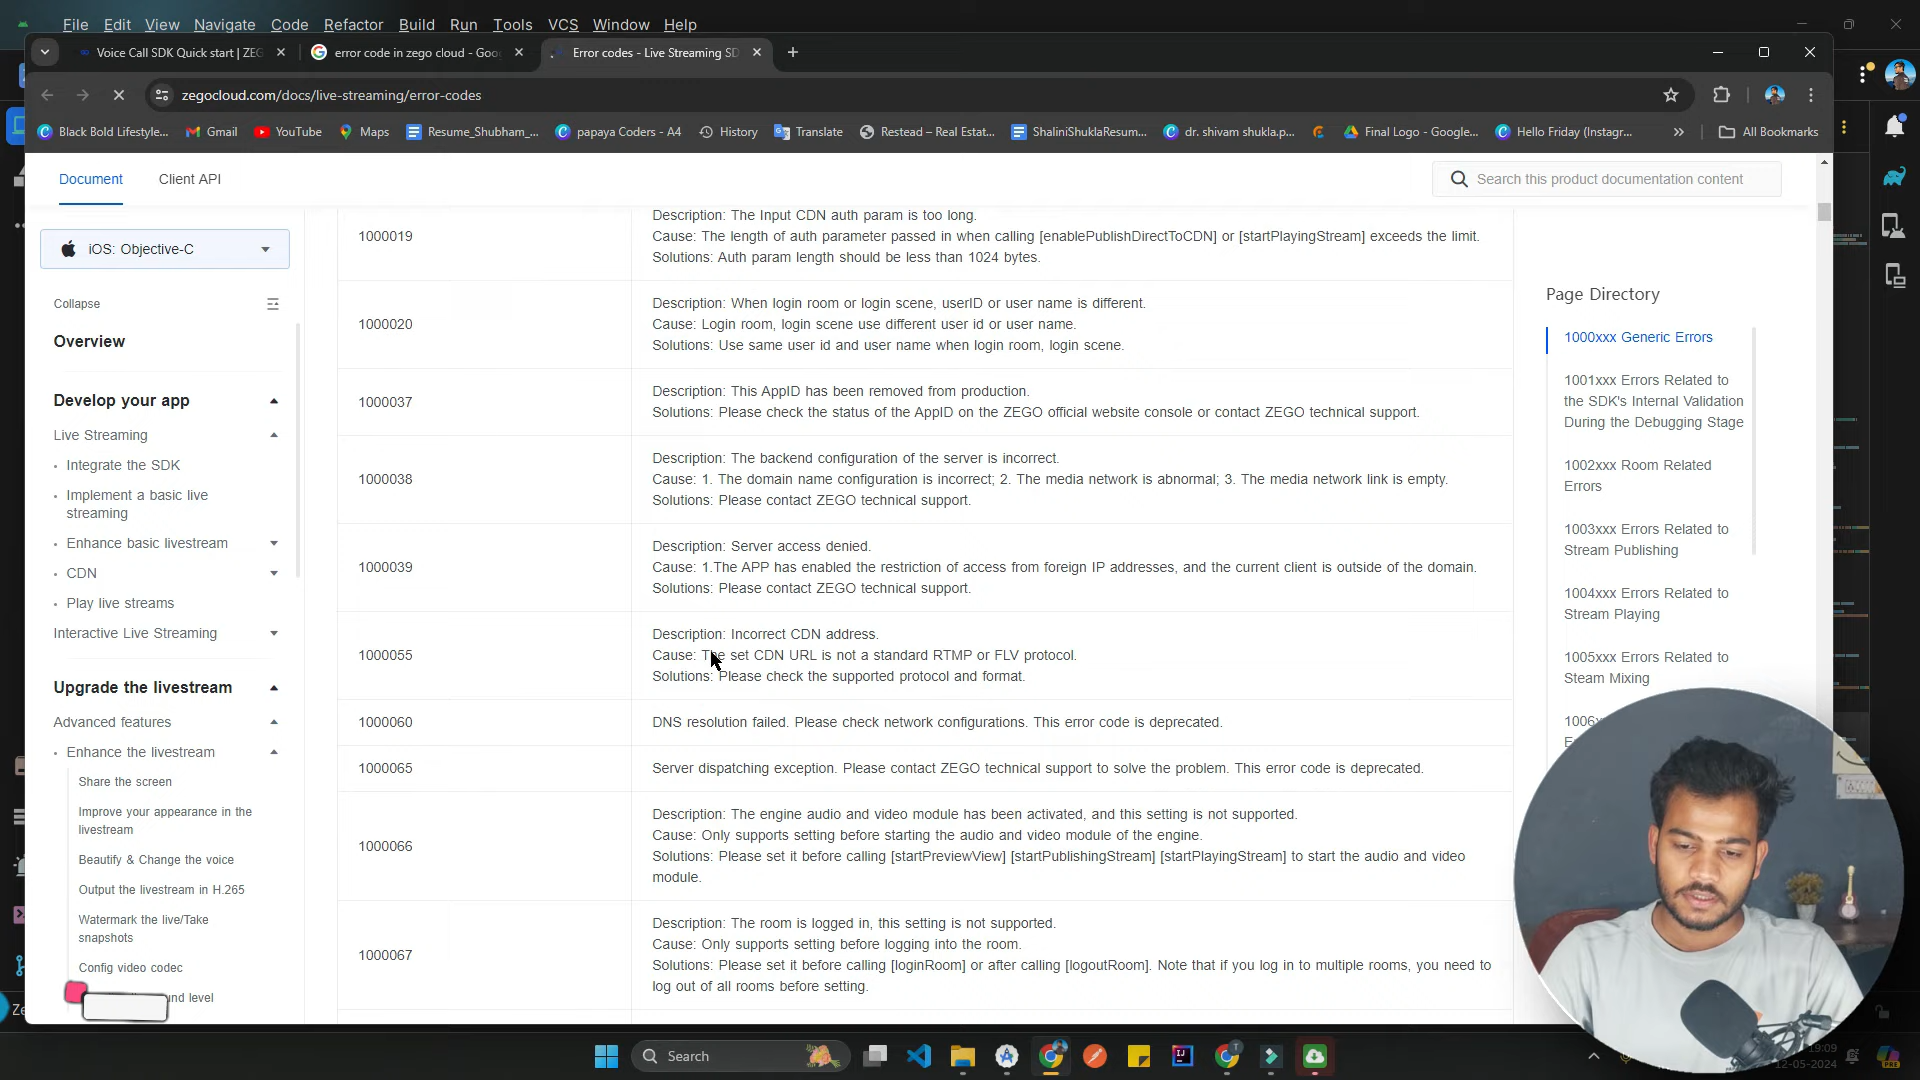 File Edit View Navigate Code Refactor Build Run Tools VCS Window Help
Voice Call SDK Quick start | ZEG
error code in zego cloud - Goo
Error codes - Live Streaming SD
zegocloud.com/docs/live-streaming/error-codes
Black Bold Lifestyle... Gmail YouTube Maps Resume_Shubham_... papaya Coders - A4 History Translate Restead – Real Estat... ShaliniShuklaResum... dr. shivam shukla.p... Final Logo - Google... Hello Friday (Instagr... » All Bookmarks
Document Client API
Search this product documentation content
iOS: Objective-C
Collapse
Overview
Develop your app
Live Streaming
Integrate the SDK
Implement a basic live
streaming
Enhance basic livestream
CDN
Play live streams
Interactive Live Streaming
Upgrade the livestream
Advanced features
Enhance the livestream
Share the screen
Improve your appearance in the
livestream
Beautify & Change the voice
Output the livestream in H.265
Watermark the live/Take
snapshots
Config video codec
und level
1000019
Description: The Input CDN auth param is too long.
Cause: The length of auth parameter passed in when calling [enablePublishDirectToCDN] or [startPlayingStream] exceeds the limit.
Solutions: Auth param length should be less than 1024 bytes.
1000020
Description: When login room or login scene, userID or user name is different.
Cause: Login room, login scene use different user id or user name.
Solutions: Use same user id and user name when login room, login scene.
1000037
Description: This AppID has been removed from production.
Solutions: Please check the status of the AppID on the ZEGO official website console or contact ZEGO technical support.
1000038
Description: The backend configuration of the server is incorrect.
Cause: 1. The domain name configuration is incorrect; 2. The media network is abnormal; 3. The media network link is empty.
Solutions: Please contact ZEGO technical support.
1000039
Description: Server access denied.
Cause: 1.The APP has enabled the restriction of access from foreign IP addresses, and the current client is outside of the domain.
Solutions: Please contact ZEGO technical support.
1000055
Description: Incorrect CDN address.
Cause: The set CDN URL is not a standard RTMP or FLV protocol.
Solutions: Please check the supported protocol and format.
1000060
DNS resolution failed. Please check network configurations. This error code is deprecated.
1000065
Server dispatching exception. Please contact ZEGO technical support to solve the problem. This error code is deprecated.
1000066
Description: The engine audio and video module has been activated, and this setting is not supported.
Cause: Only supports setting before starting the audio and video module of the engine.
Solutions: Please set it before calling [startPreviewView] [startPublishingStream] [startPlayingStream] to start the audio and video
module.
1000067
Description: The room is logged in, this setting is not supported.
Cause: Only supports setting before logging into the room.
Solutions: Please set it before calling [loginRoom] or after calling [logoutRoom]. Note that if you log in to multiple rooms, you need to
log out of all rooms before setting.
Page Directory
1000xxx Generic Errors
1001xxx Errors Related to
the SDK's Internal Validation
During the Debugging Stage
1002xxx Room Related
Errors
1003xxx Errors Related to
Stream Publishing
1004xxx Errors Related to
Stream Playing
1005xxx Errors Related to
Steam Mixing
1006
Search
19:09
12-05-2024